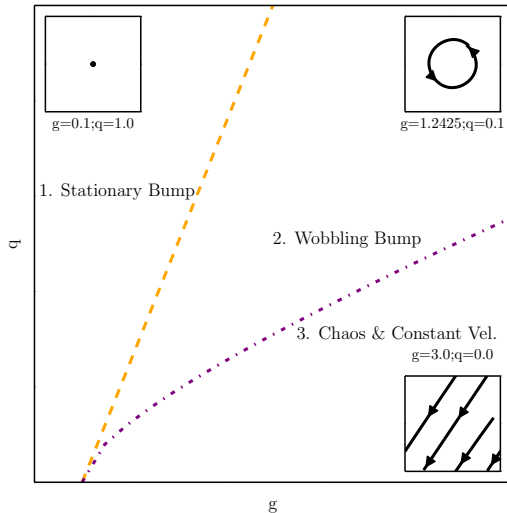 g=0.1;q=1.0
g=1.2425;q=0.1
1. Stationary Bump
2. Wobbling Bump
q
3. Chaos & Constant Vel.
g=3.0;q=0.0
g